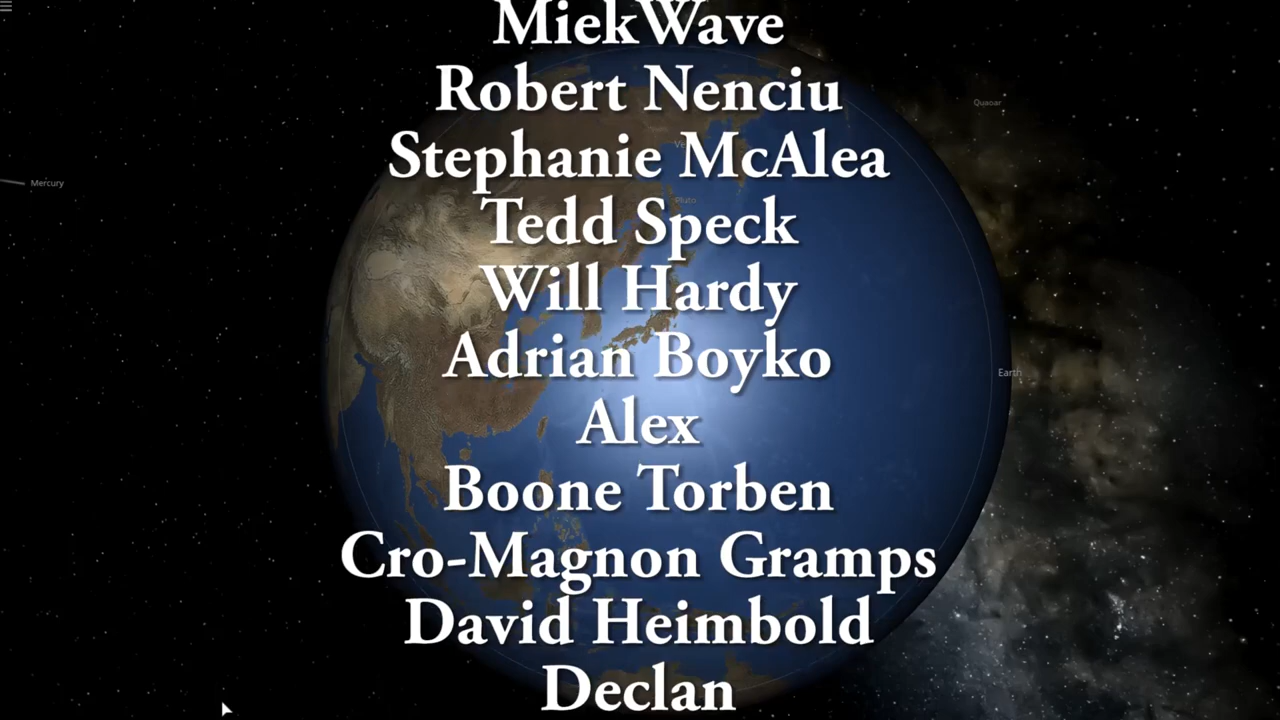 MiekWave
Robert Nenciu
Quaoar
Stephanie McAlea
Mercury
Pluto
Tedd Speck
Will Hardy
Adrian Boyko
Earth
Alex
Boone Torben
Cro-Magnon Gramps
David Heimbold
Declan